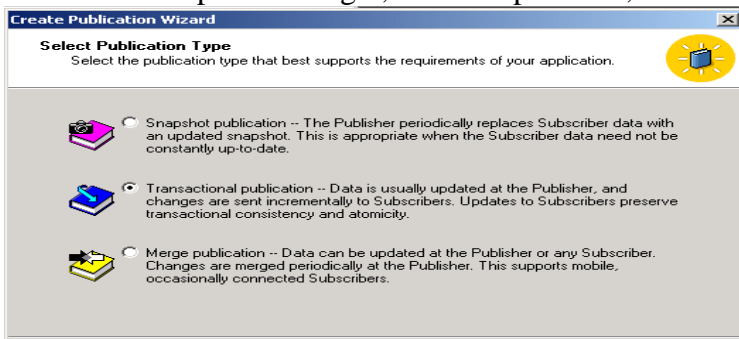 Create Publication Wizard
Select Publication Type
Select the publication type that best supports the requirements of your application.
Snapshot publication -- The Publisher periodically replaces Subscriber data with
an updated snapshot. This is appropriate when the Subscriber data need not be
constantly up-to-date.
Transactional publication -- Data is usually updated at the Publisher, and
changes are sent incrementally to Subscribers. Updates to Subscribers preserve
transactional consistency and atomicity.
Merge publication -- Data can be updated at the Publisher or any Subscriber.
Changes are merged periodically at the Publisher. This supports mobile,
occasionally connected Subscribers.